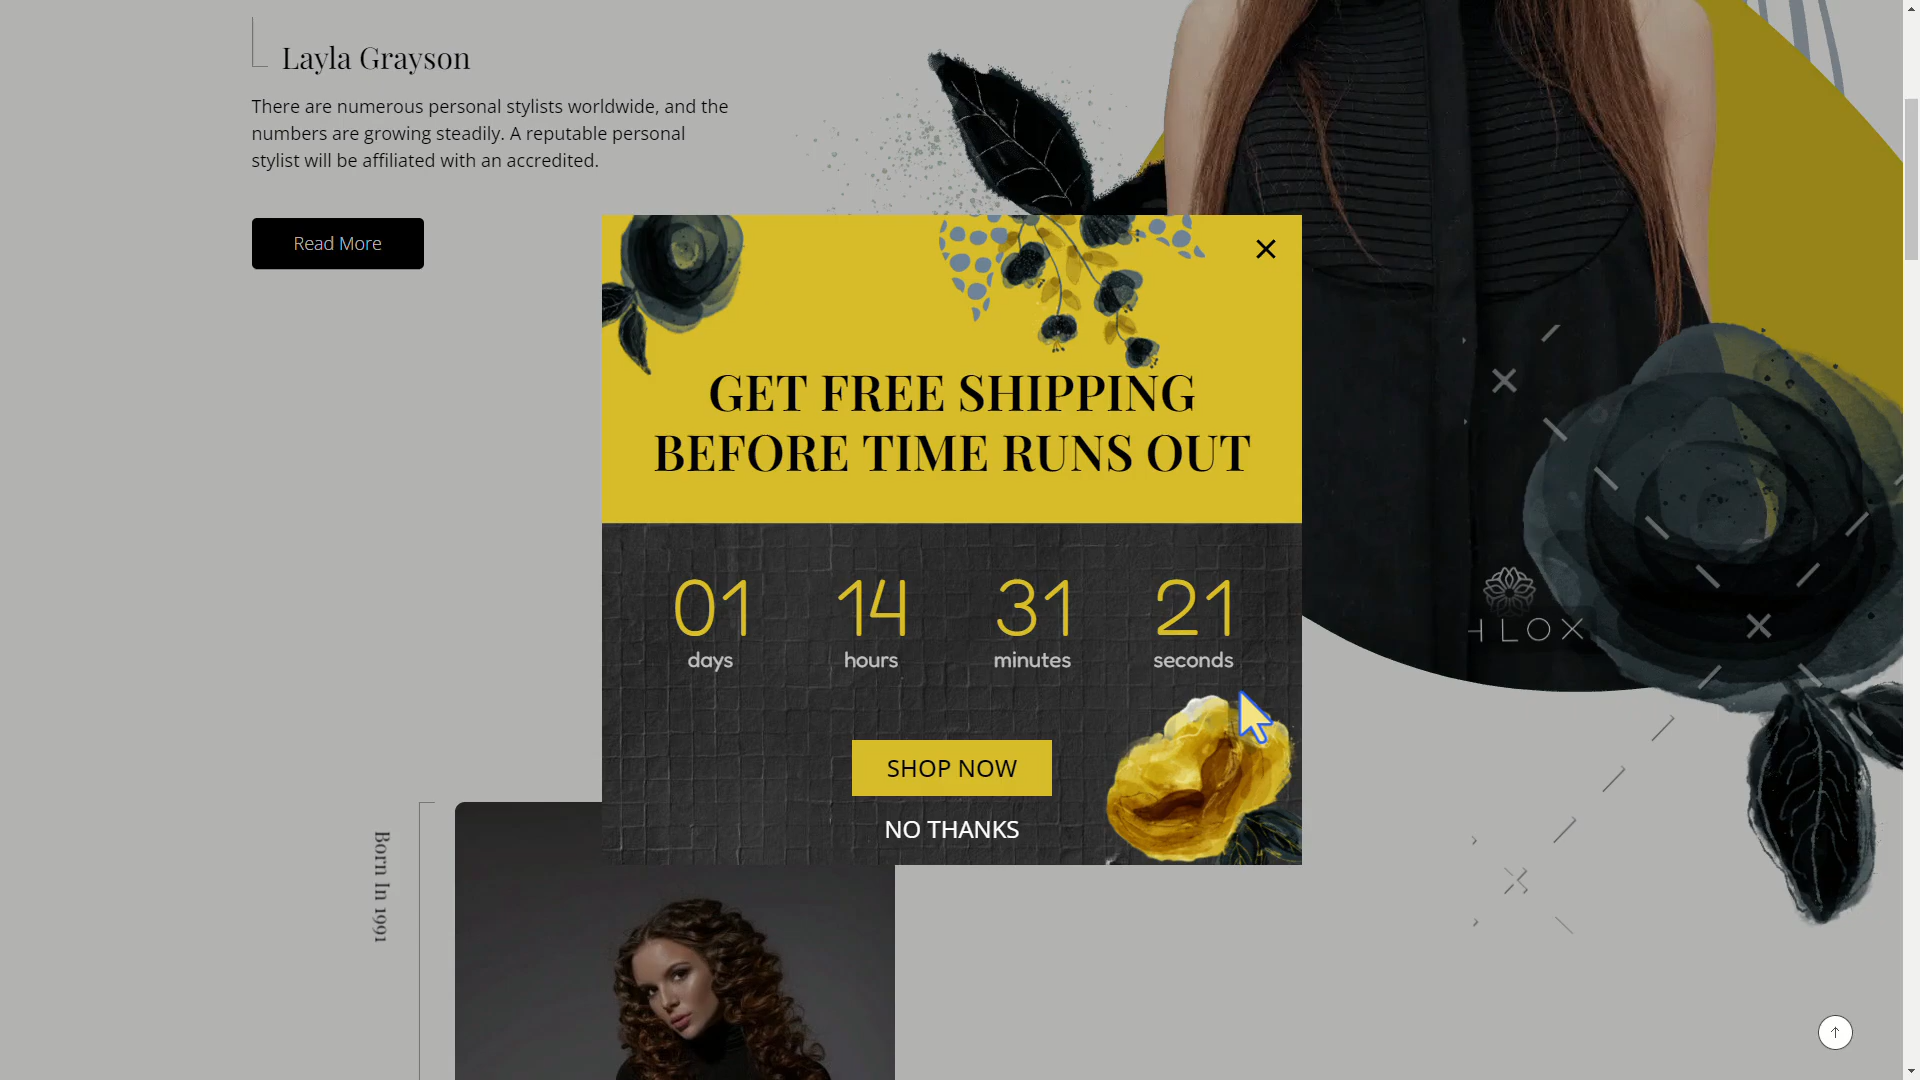 Layla Grayson
There are numerous personal stylists worldwide, and the
numbers are growing steadily. A reputable personal
stylist will be affiliated with an accredited.
Read More
GET FREE SHIPPING
BEFORE TIME RUNS OUT
01 14 31 21
days hours minutes seconds
SHOP NOW
NO THANKS
HLOX
Born In 1991